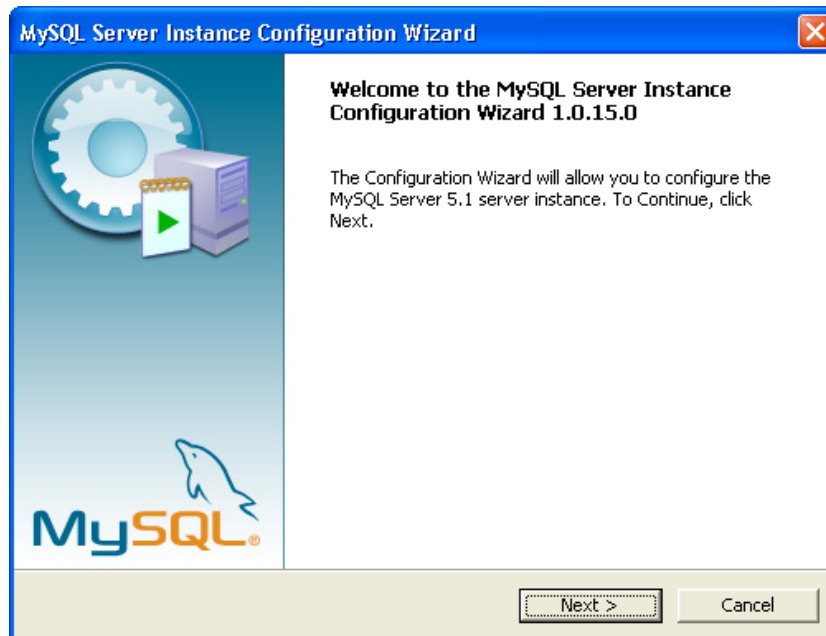 MySQL Server Instance Configuration Wizard
Welcome to the MySQL Server Instance
Configuration Wizard 1.0.15.0
The Configuration Wizard will allow you to configure the
MySQL Server 5.1 server instance. To Continue, click
Next.
MySQL®
Next >
Cancel